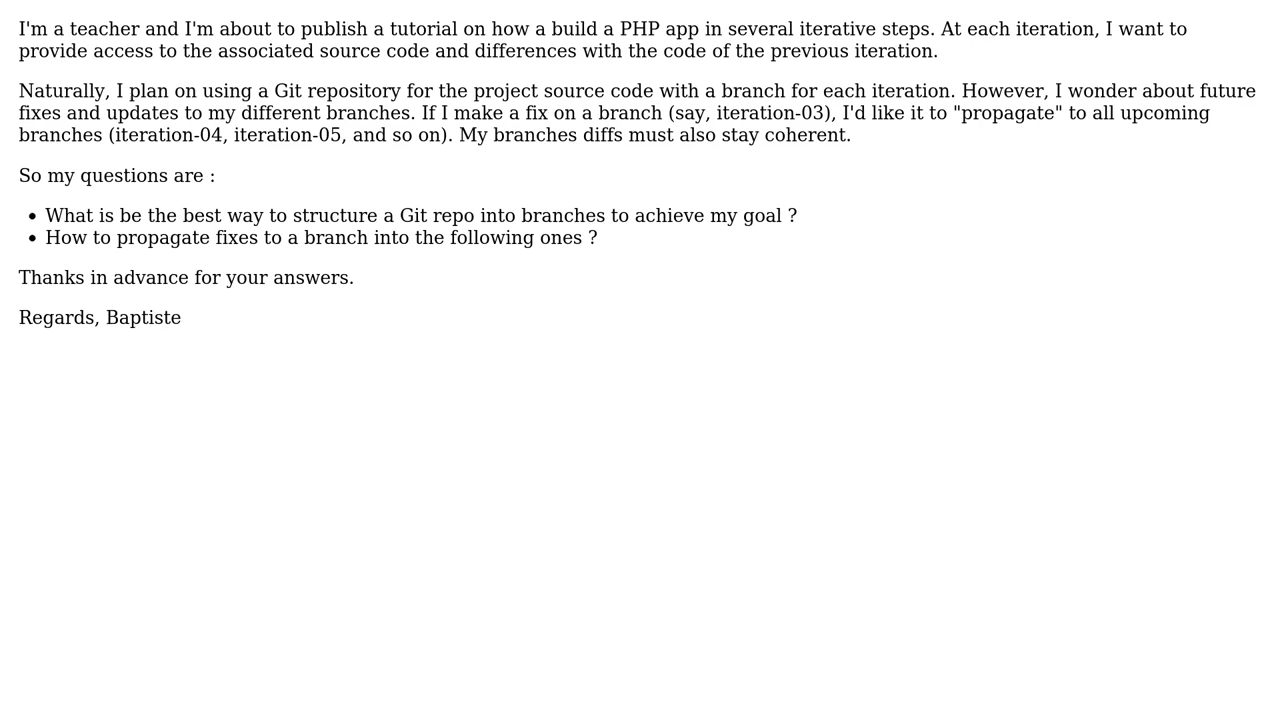 I'm a teacher and I'm about to publish a tutorial on how a build a PHP app in several iterative steps. At each iteration, I want to
provide access to the associated source code and differences with the code of the previous iteration.
Naturally, I plan on using a Git repository for the project source code with a branch for each iteration. However, I wonder about future
fixes and updates to my different branches. If I make a fix on a branch (say, iteration-03), I'd like it to "propagate" to all upcoming
branches (iteration-04, iteration-05, and so on). My branches diffs must also stay coherent.
So my questions are :
• What is be the best way to structure a Git repo into branches to achieve my goal ?
• How to propagate fixes to a branch into the following ones ?
Thanks in advance for your answers.
Regards, Baptiste